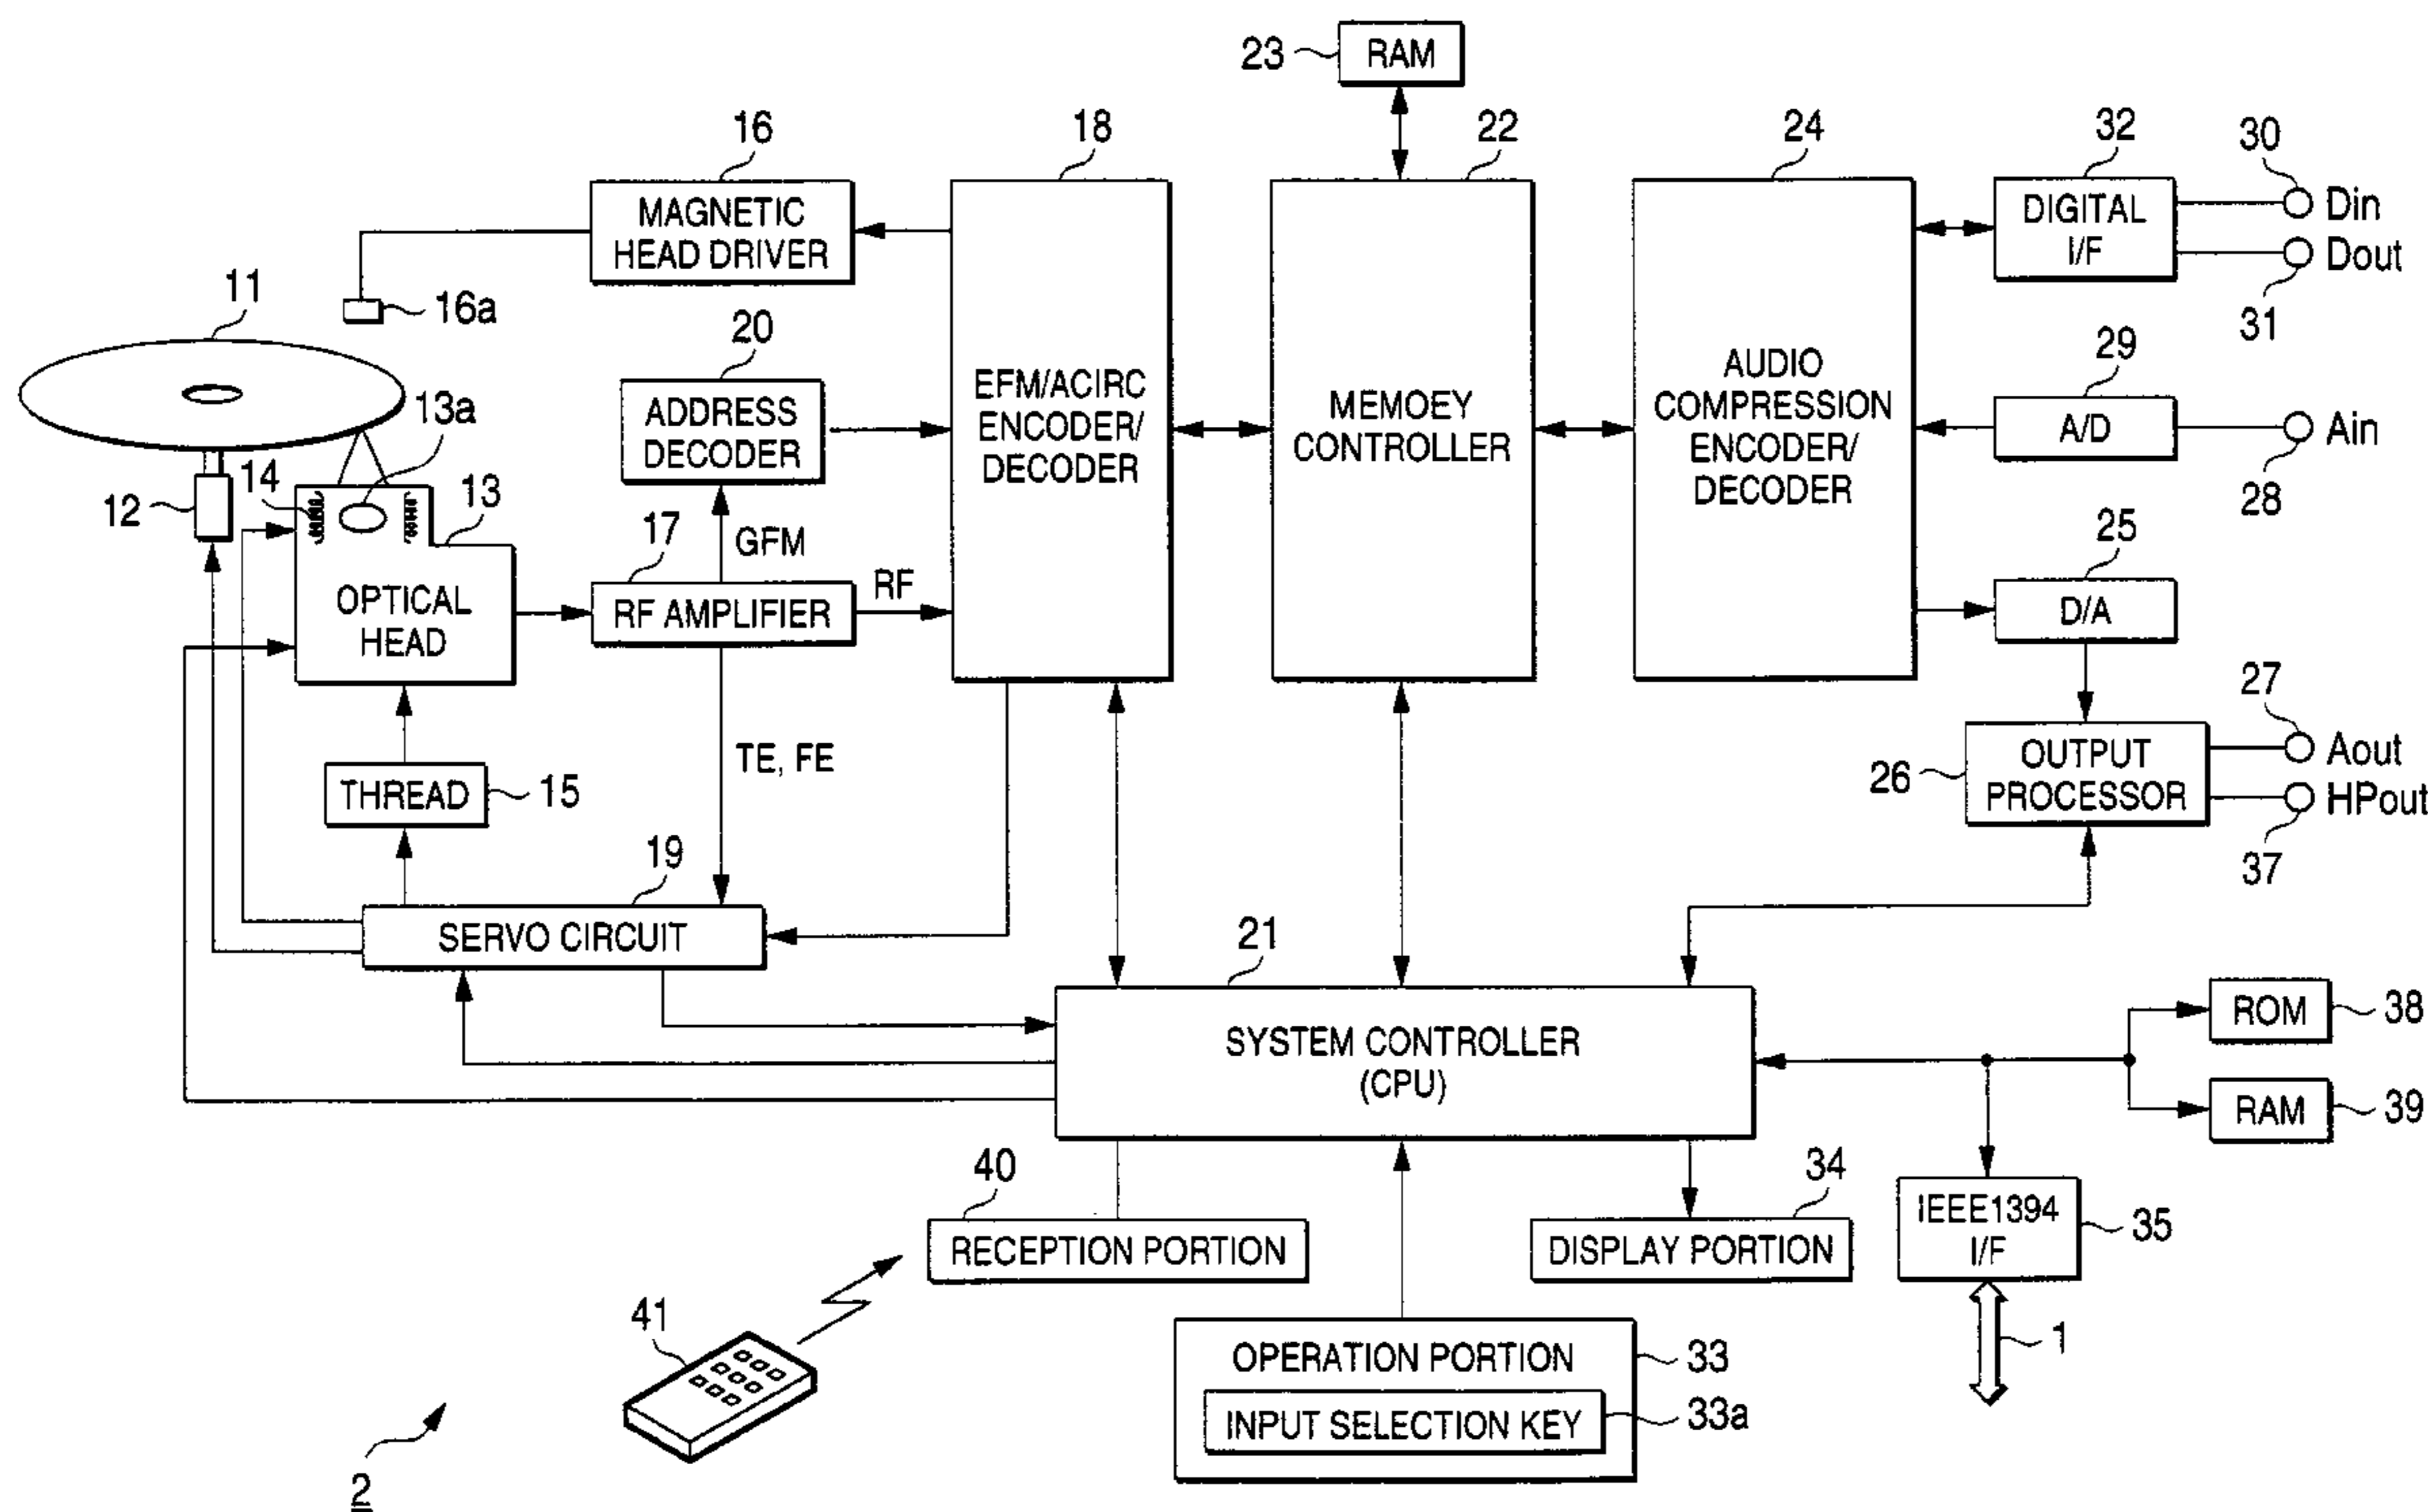 23
RAM
16
18
22
24
32
30
MAGNETIC
HEAD DRIVER
DIGITAL
I/F
Din
Dout
31
11
16a
20
29
13a
ADDRESS
DECODER
EFM/ACIRC
ENCODER/
DECODER
MEMOEY
CONTROLLER
AUDIO
COMPRESSION
ENCODER/
DECODER
A/D
Ain
28
12
14
13
17
GFM
RF
25
OPTICAL
HEAD
RF AMPLIFIER
D/A
27
TE, FE
THREAD
15
26
OUTPUT
PROCESSOR
Aout
HPout
37
19
SERVO CIRCUIT
21
SYSTEM CONTROLLER
(CPU)
ROM
38
RAM
39
40
34
RECEPTION PORTION
DISPLAY PORTION
IEEE1394
I/F
35
41
OPERATION PORTION
33
1
INPUT SELECTION KEY
33a
2